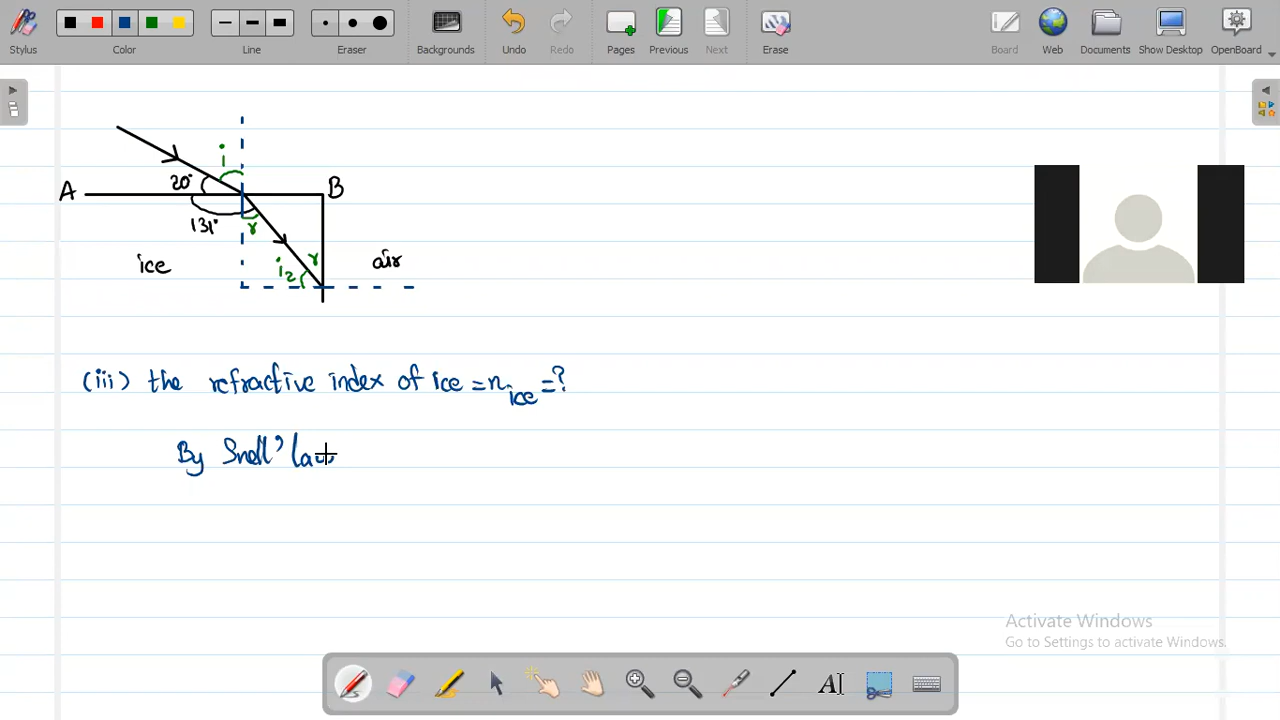 Stylus
Color
Line
Eraser
Backgrounds
Undo
Redo
Pages
Previous
Next
Erase
Board
Web
Documents
Show Desktop
OpenBoard
i
20°
A
B
131°
r
r
i2
ice
air
(iii) the refractive index of ice = n ice = ?
By Snell' law
Activate Windows
Go to Settings to activate Windows.
AI